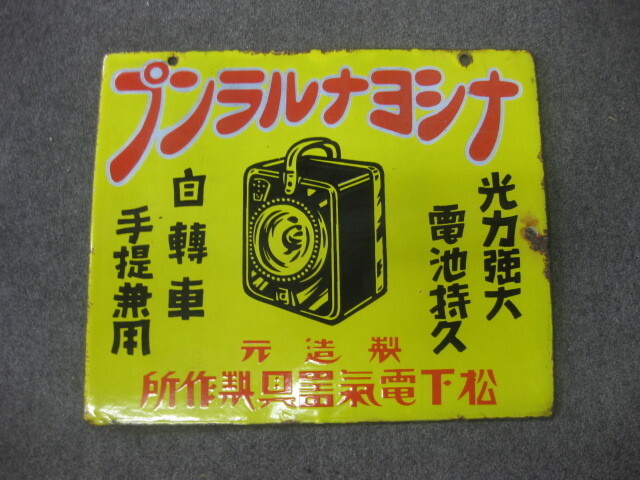 ナショナルランプ
光力強大
電池持久
自轉車
手提兼用
製造元
松下電氣器具製作所